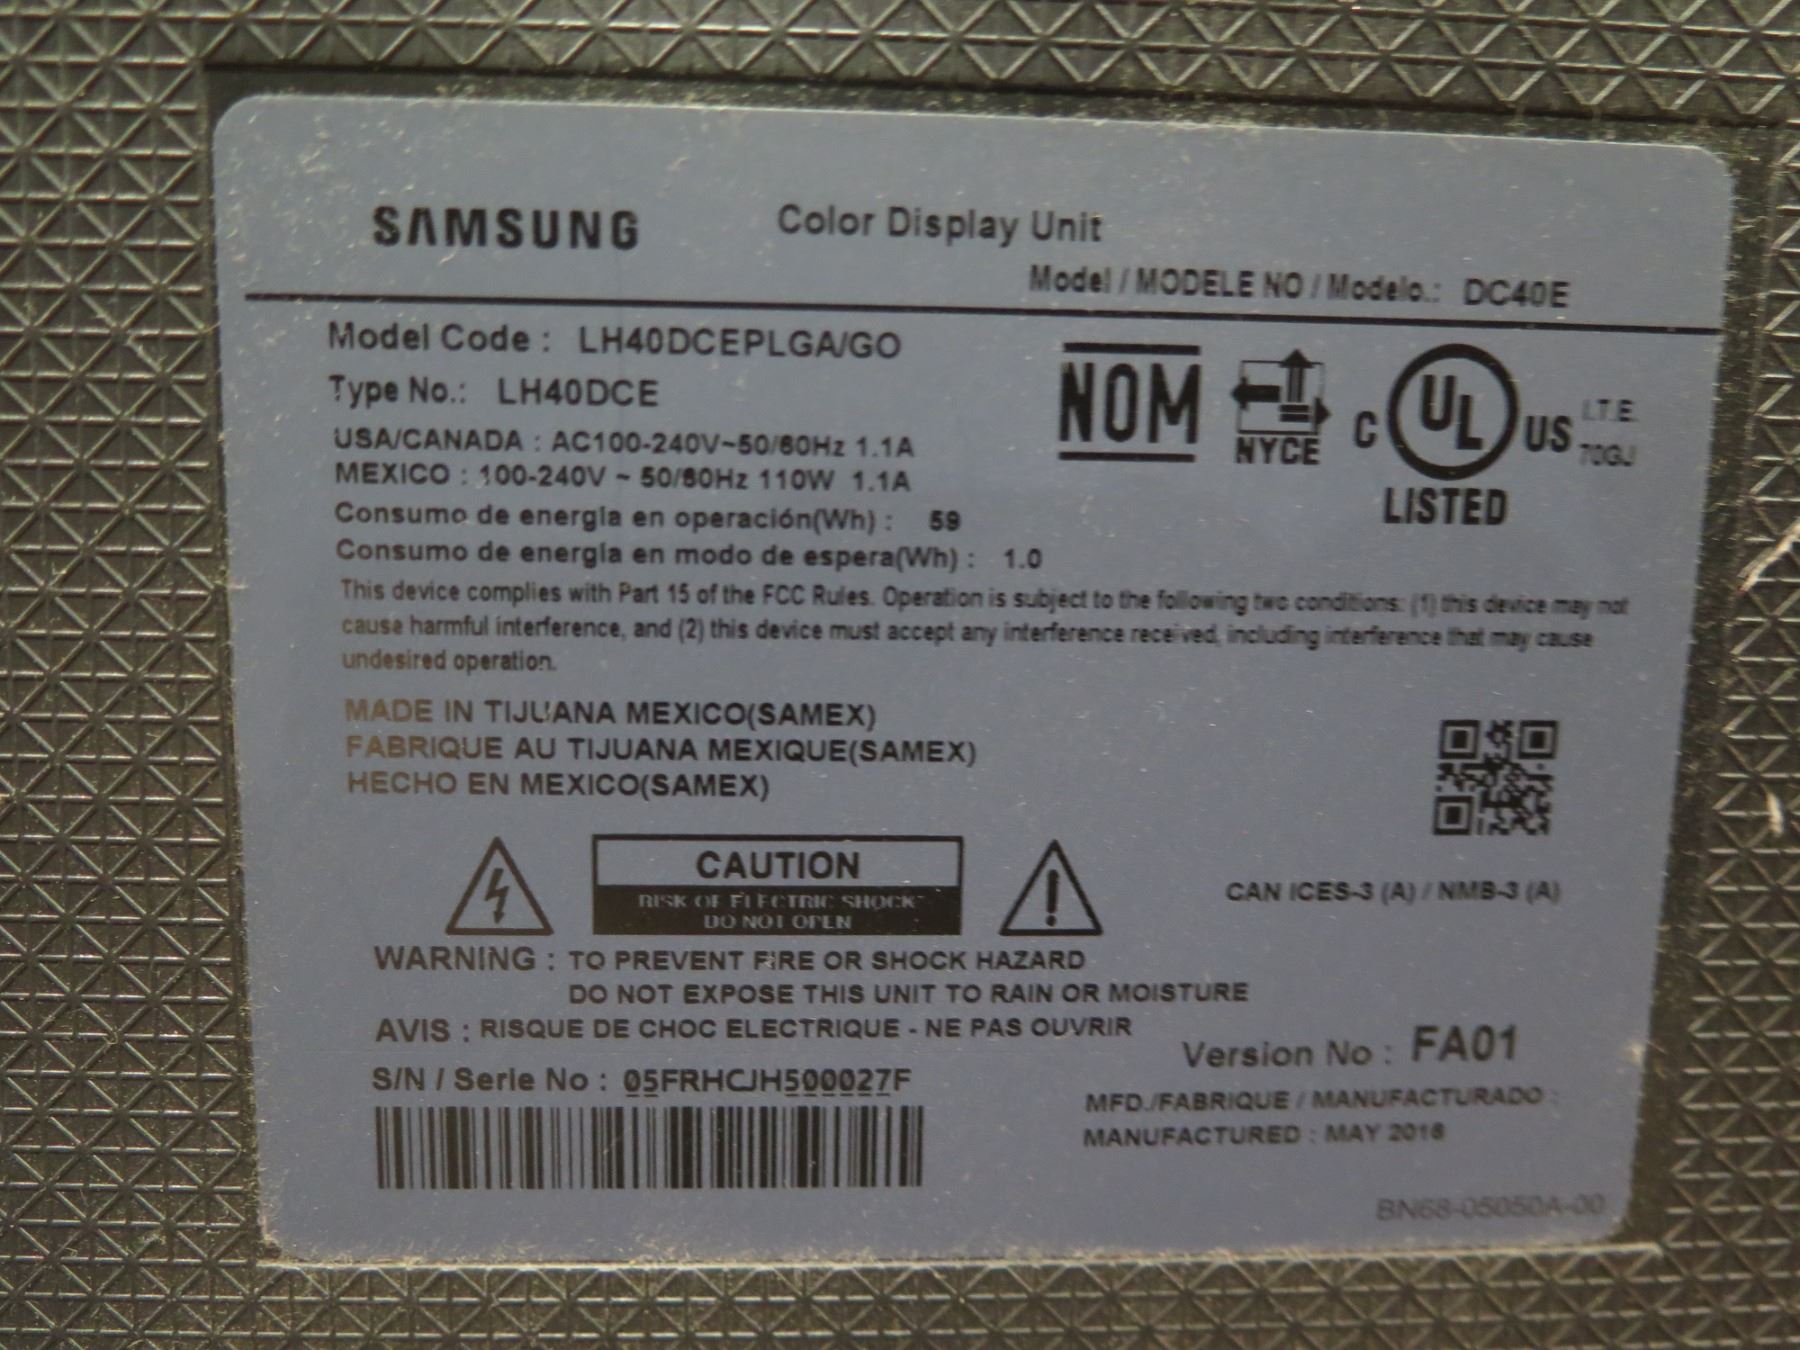 SAMSUNG Color Display Unit
Model / MODELE NO / Modelo.: DC40E
Model Code : LH40DCEPLGA/GO
Type No.: LH40DCE
USA/CANADA : AC100-240V~50/60Hz 1.1A
MEXICO : 100-240V ~ 50/60Hz 110W 1.1A
Consumo de energía en operación(Wh) : 59
Consumo de energía en modo de espera(Wh) : 1.0
NOM
NYCE
C UL US
LISTED
I.T.E.
70GJ
This device complies with Part 15 of the FCC Rules. Operation is subject to the following two conditions: (1) this device may not
cause harmful interference, and (2) this device must accept any interference received, including interference that may cause
undesired operation.
MADE IN TIJUANA MEXICO(SAMEX)
FABRIQUE AU TIJUANA MEXIQUE(SAMEX)
HECHO EN MEXICO(SAMEX)
CAUTION
RISK OF ELECTRIC SHOCK
DO NOT OPEN
CAN ICES-3 (A) / NMB-3 (A)
WARNING : TO PREVENT FIRE OR SHOCK HAZARD
DO NOT EXPOSE THIS UNIT TO RAIN OR MOISTURE
AVIS : RISQUE DE CHOC ELECTRIQUE - NE PAS OUVRIR
Version No : FA01
S/N / Serie No : 05FRHCJH500027F
MFD./FABRIQUE / MANUFACTURADO :
MANUFACTURED : MAY 2016
BN68-05050A-00